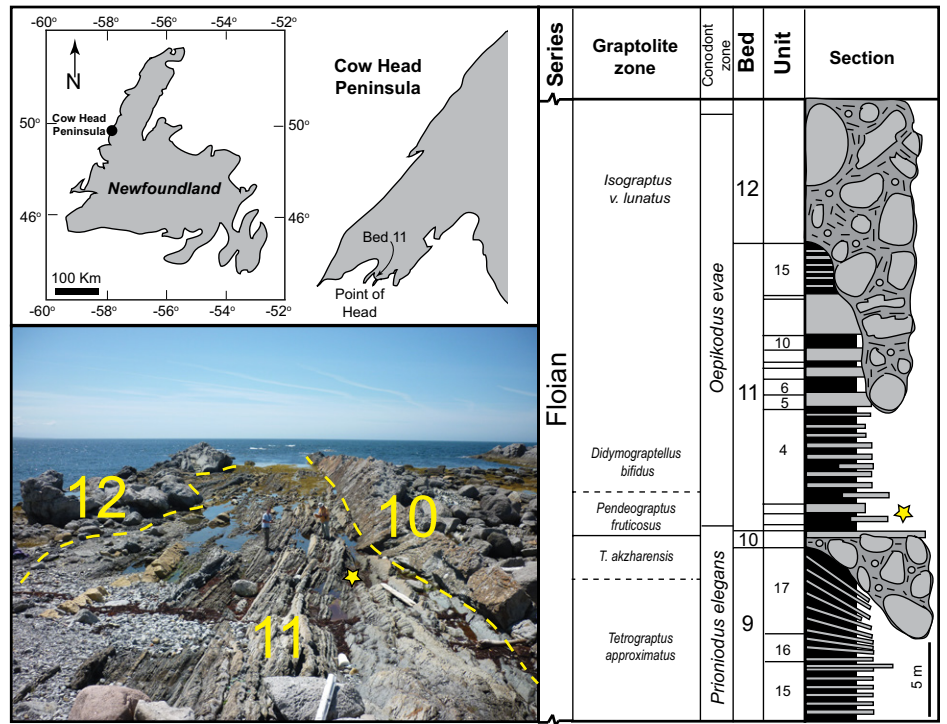 -60°
-58°
-56°
-54°
-52°
N
50°
50°
Cow Head
Peninsula
Newfoundland
46°
46°
100 Km
-60°
-58°
-56°
-54°
-52°
Cow Head
Peninsula
Bed 11
Point of
Head
12
10
11
Series
Graptolite
zone
Conodont
zone
Bed
Unit
Section
Floian
Isograptus
v. lunatus
Didymograptellus
bifidus
Pendeograptus
fruticosus
T. akzharensis
Tetrograptus
approximatus
Oepikodus evae
Prioniodus elegans
12
11
10
9
15
10
6
5
4
17
16
15
5 m